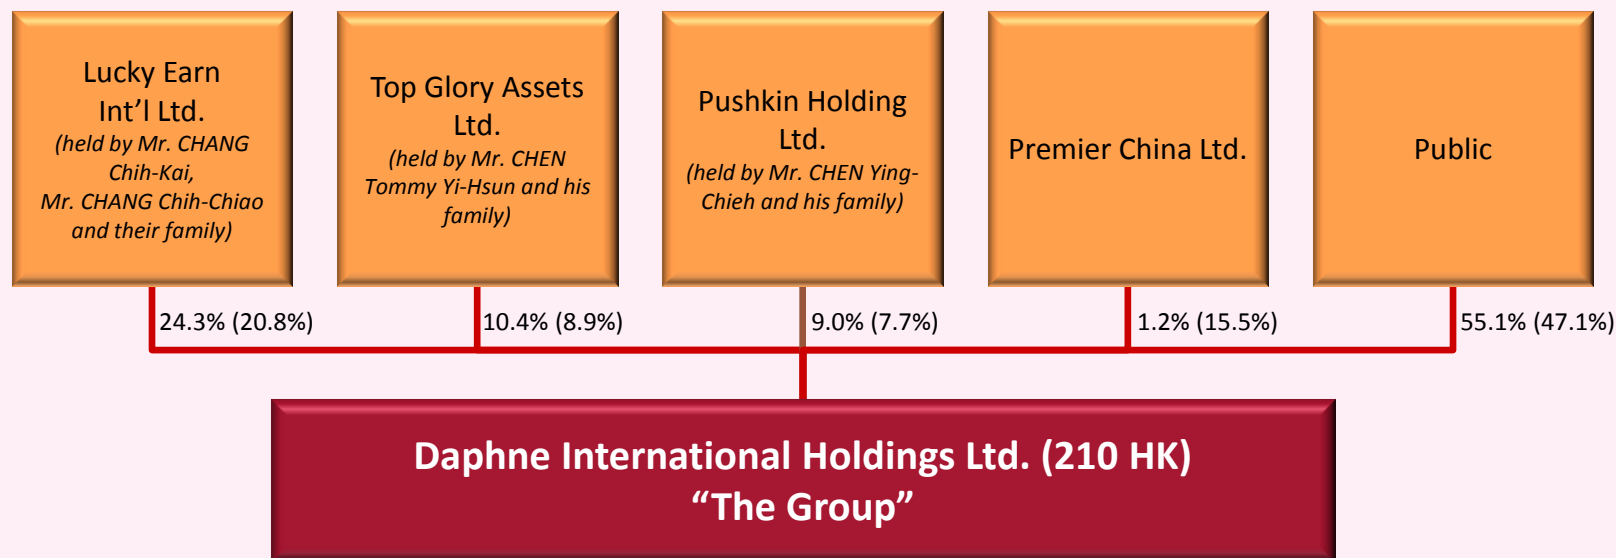 Lucky Earn
Int’l Ltd.
(held by Mr. CHANG
Chih-Kai,
Mr. CHANG Chih-Chiao
and their family)
Top Glory Assets
Ltd.
(held by Mr. CHEN
Tommy Yi-Hsun and his
family)
Pushkin Holding
Ltd.
(held by Mr. CHEN Ying-
Chieh and his family)
Premier China Ltd.
Public
24.3% (20.8%)
10.4% (8.9%)
9.0% (7.7%)
1.2% (15.5%)
55.1% (47.1%)
Daphne International Holdings Ltd. (210 HK)
“The Group”